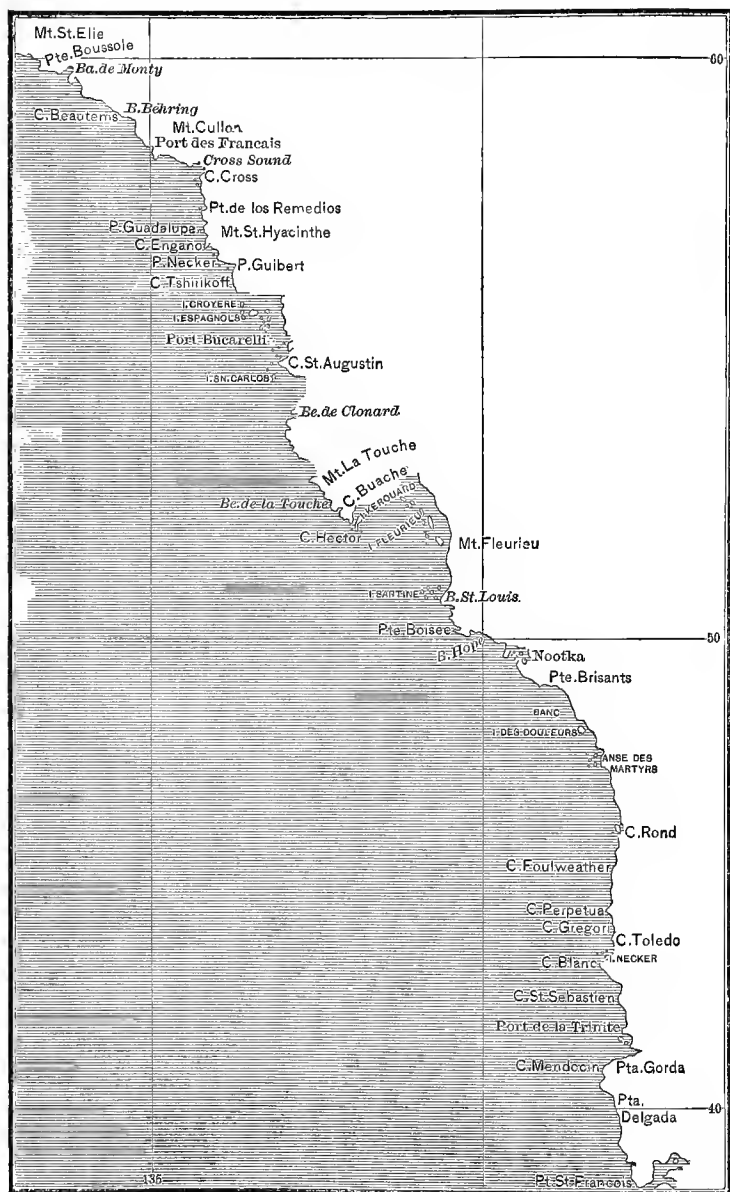 Mt.St.Elie
60
Pte.Boussole
Ba.de Monty
B.Behring
C.Beautems
Mt.Cullon
Port des Francais
Cross Sound
C.Cross
Pt.de los Remedios
P.Guadalupe
Mt.St.Hyacinthe
C.Engano
P.Necker
P.Guibert
C.Tshirikoff
I.CROYERE
I.ESPAGNOLS
Port Bucarelli
C.St.Augustin
I.SN.CARLOS
Be.de Clonard
Mt.La Touche
C.Buache
I.KEROUARD
Be.de la Touche
I.FLEURIEU
C.Hector
Mt.Fleurieu
I.SARTINE
B.St.Louis.
Pte.Boisee
50
B.Hope
Nootka
Pte.Brisants
BANC
I.DES DOULEURS
ANSE DES
MARTYRS
C.Rond
C.Foulweather
C.Perpetua
C.Gregori
C.Toledo
I.NECKER
C.Blanc
C.St.Sebastien
Port de la Trinite
C.Mendocin
Pta.Gorda
Pta.
Delgada
40
135
Pt.St.Francois